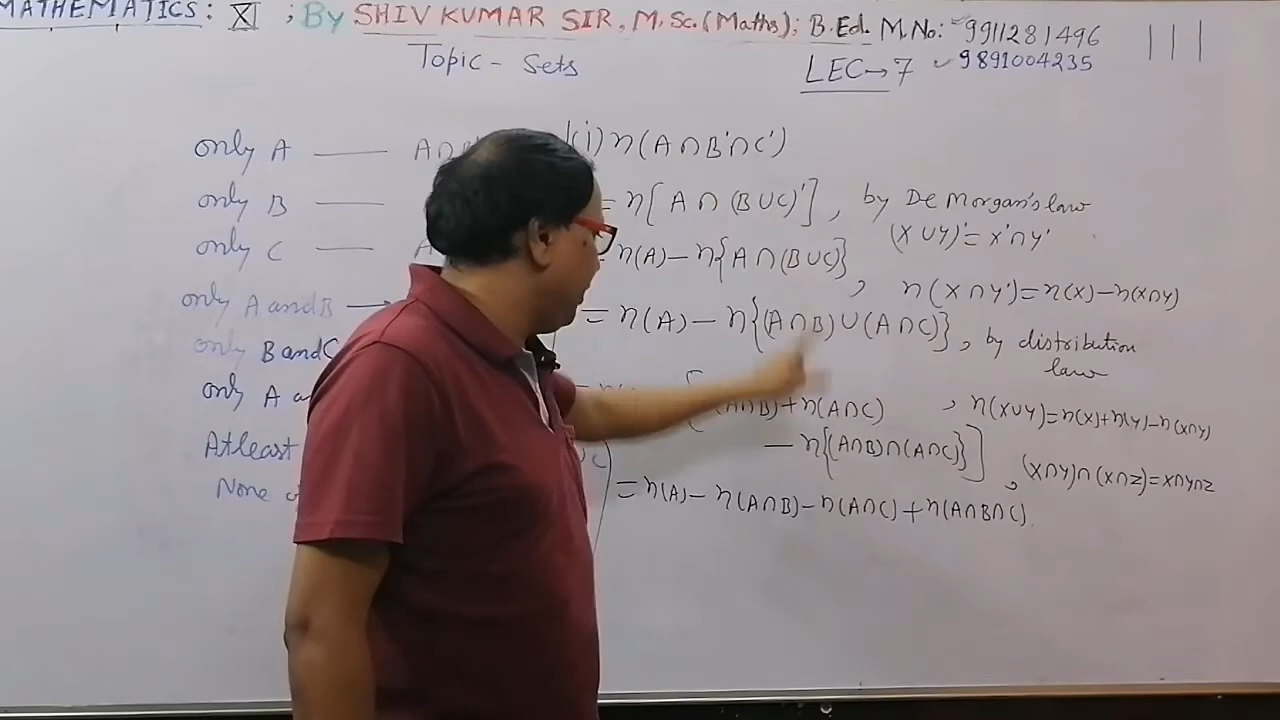 MATHEMATICS: XI ; By SHIV KUMAR SIR, M.Sc.(Maths); B.Ed. M.No:- 9911281496
Topic - Sets
LEC→7
9891004235
only A —
only B —
only C —
only A and B →
only B and C
only A
Atleast
None
(i) n(A∩B'∩C')
= n[A∩(B∪C)'], by De Morgan's law
(X∪Y)'=X'∩Y'
= n(A)-n{A∩(B∪C)}
, n(X∩Y')=n(X)-n(X∩Y)
= n(A)-n{(A∩B)∪(A∩C)}, by distribution
law
(A∩B)+n(A∩C) , n(X∪Y)=n(X)+n(Y)-n(X∩Y)
- n{(A∩B)∩(A∩C)}] , (X∩Y)∩(X∩Z)=X∩Y∩Z
= n(A)-n(A∩B)-n(A∩C)+n(A∩B∩C).